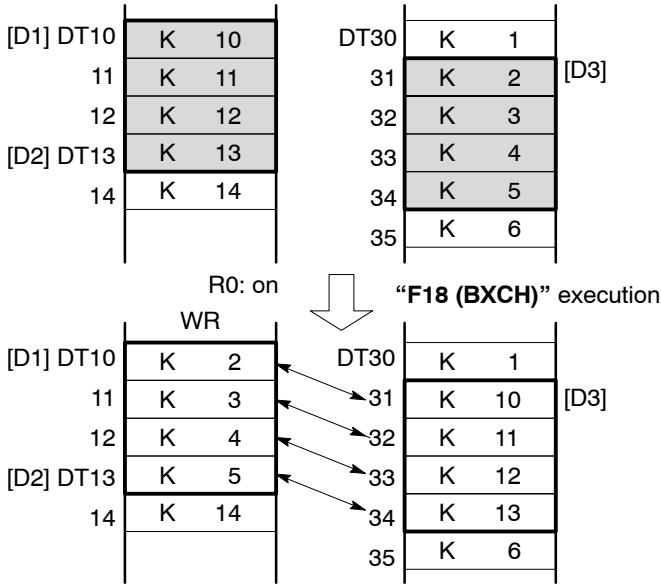 [D1] DT10 K 10 DT30 K 1
11 K 11 31 K 2 [D3]
12 K 12 32 K 3
[D2] DT13 K 13 33 K 4
14 K 14 34 K 5
35 K 6
R0: on “F18 (BXCH)” execution
WR
[D1] DT10 K 2 DT30 K 1
11 K 3 31 K 10 [D3]
12 K 4 32 K 11
[D2] DT13 K 5 33 K 12
14 K 14 34 K 13
35 K 6